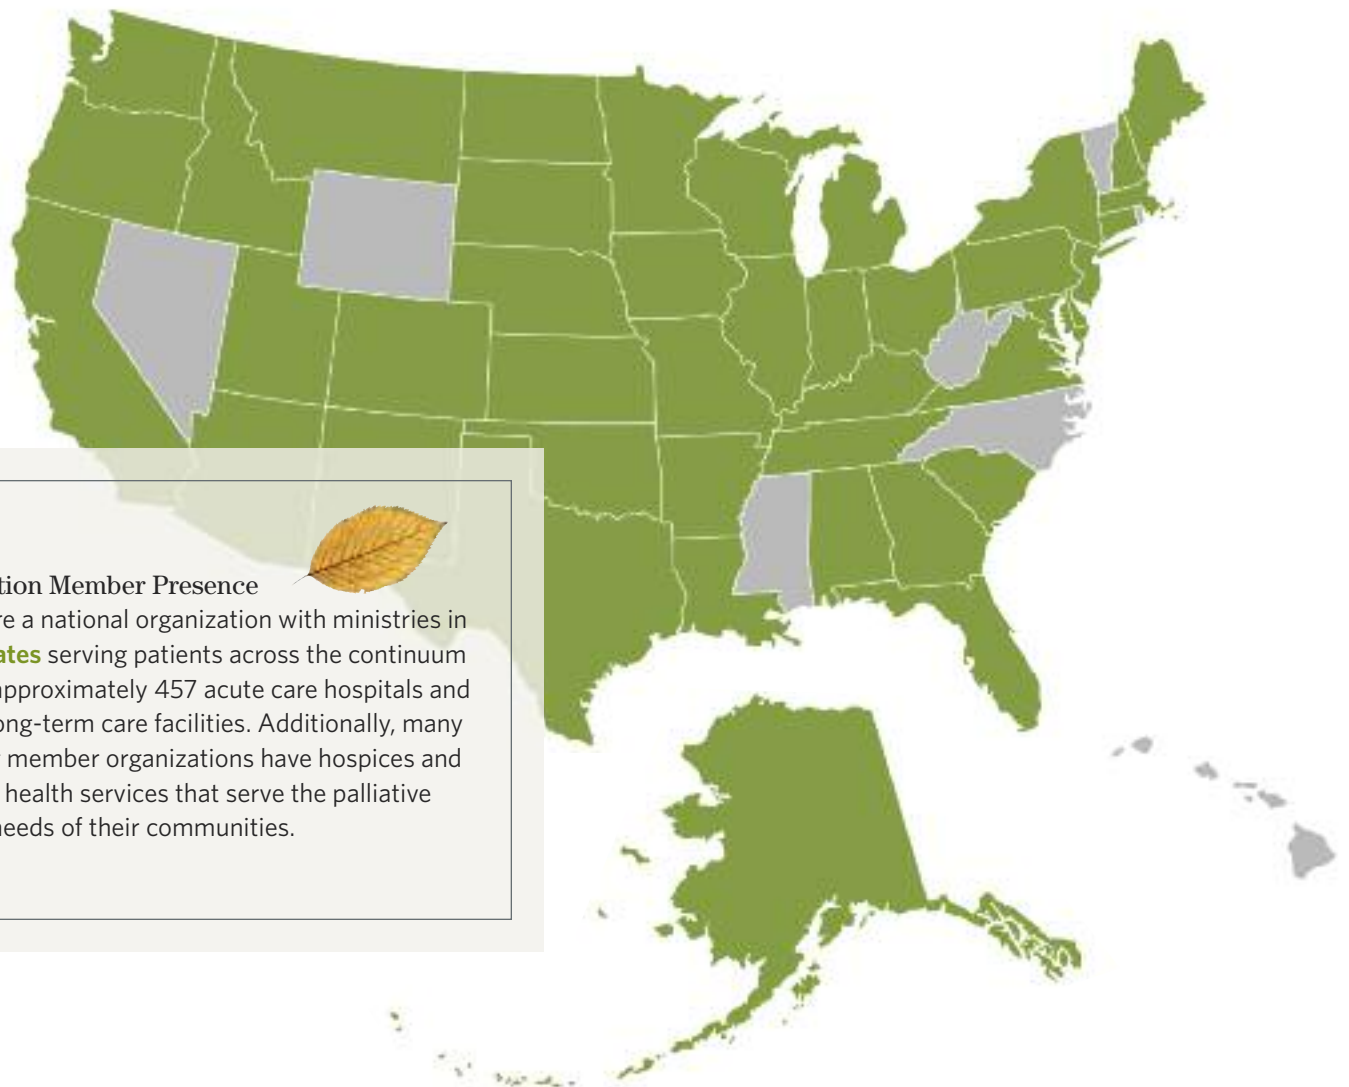 tion Member Presence
re a national organization with ministries in
ates serving patients across the continuum
approximately 457 acute care hospitals and
ong-term care facilities. Additionally, many
member organizations have hospices and
health services that serve the palliative
needs of their communities.